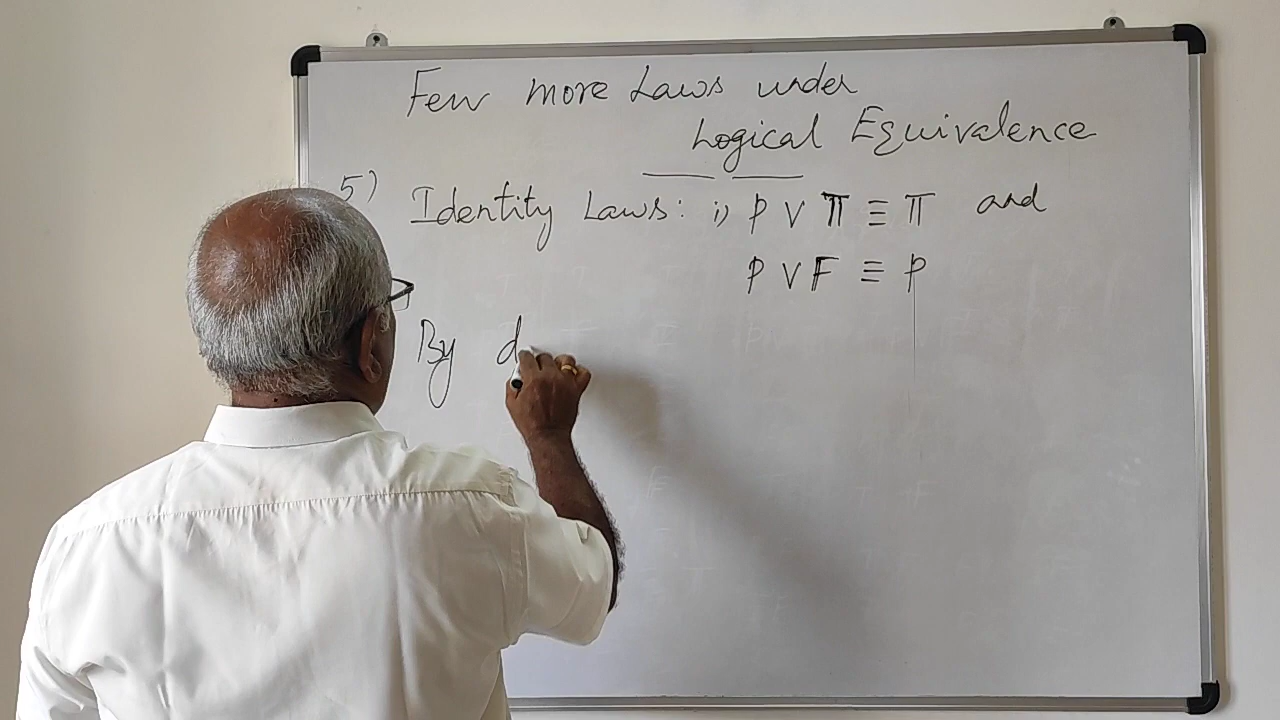 Few more Laws under
Logical Equivalence
5) Identity Laws: i) p ∨ T ≡ T and
p ∨ F ≡ p
By d